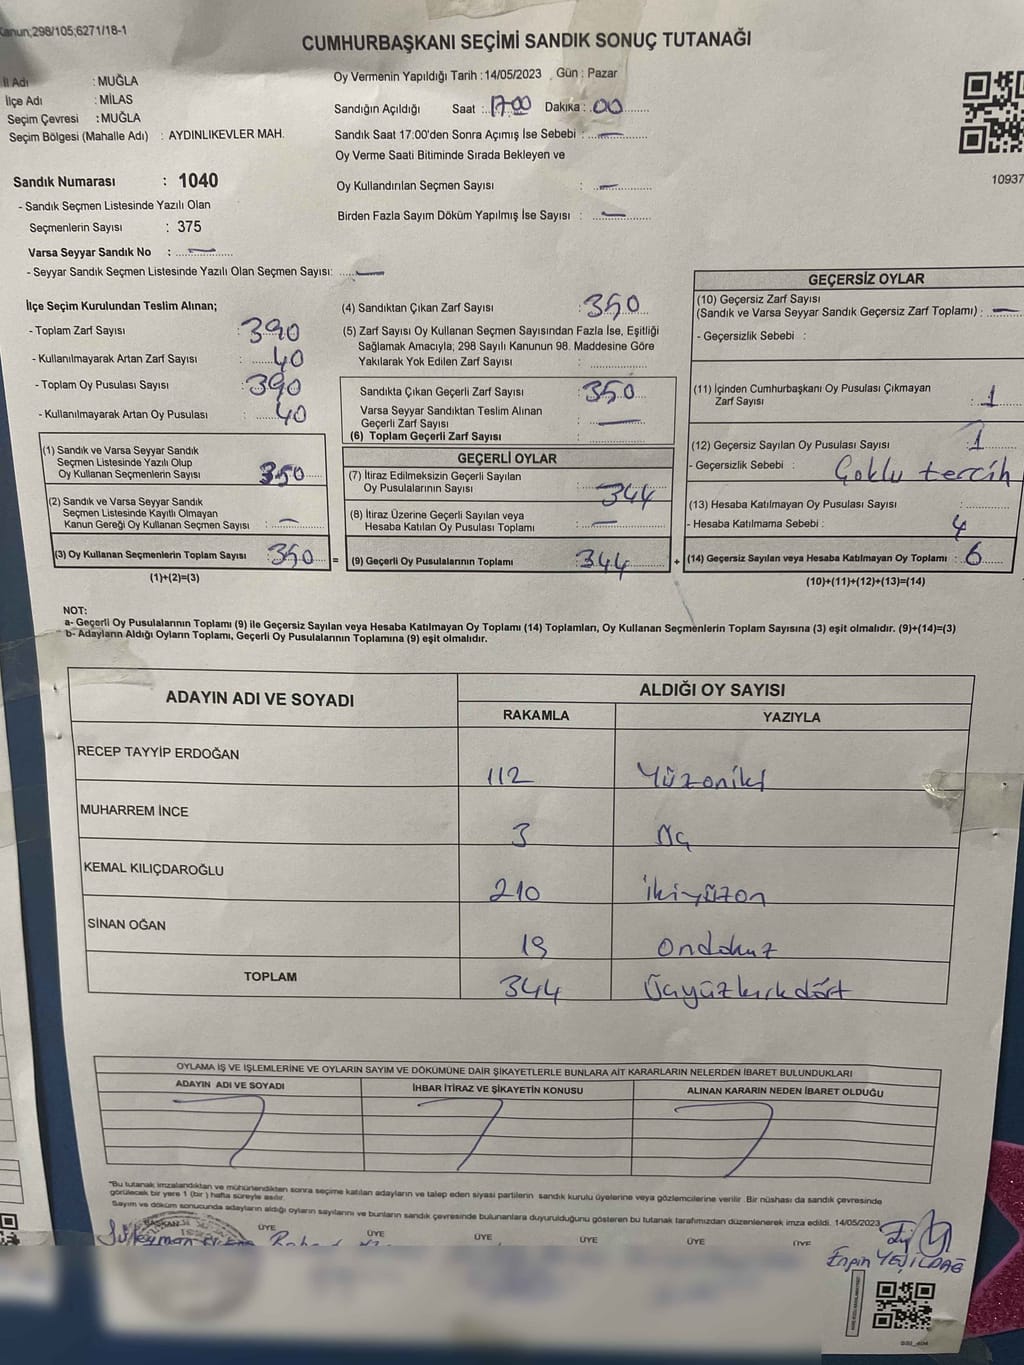 Kanun;298/105;6271/18-1
CUMHURBAŞKANI SEÇİMİ SANDIK SONUÇ TUTANAĞI
İl Adı : MUĞLA
İlçe Adı : MİLAS
Seçim Çevresi : MUĞLA
Seçim Bölgesi (Mahalle Adı) : AYDINLIKEVLER MAH.
Sandık Numarası : 1040
- Sandık Seçmen Listesinde Yazılı Olan
Seçmenlerin Sayısı : 375
Varsa Seyyar Sandık No : —
- Seyyar Sandık Seçmen Listesinde Yazılı Olan Seçmen Sayısı: —
Oy Vermenin Yapıldığı Tarih : 14/05/2023 , Gün : Pazar
Sandığın Açıldığı Saat : 17:00 Dakika : 00
Sandık Saat 17:00'den Sonra Açımış İse Sebebi : —
Oy Verme Saati Bitiminde Sırada Bekleyen ve
Oy Kullandırılan Seçmen Sayısı : —
Birden Fazla Sayım Döküm Yapılmış İse Sayısı : —
10937
İlçe Seçim Kurulundan Teslim Alınan;
- Toplam Zarf Sayısı : 390
- Kullanılmayarak Artan Zarf Sayısı : 40
- Toplam Oy Pusulası Sayısı : 390
- Kullanılmayarak Artan Oy Pusulası : 40
(1) Sandık ve Varsa Seyyar Sandık
Seçmen Listesinde Yazılı Olup
Oy Kullanan Seçmenlerin Sayısı : 350
(2) Sandık ve Varsa Seyyar Sandık
Seçmen Listesinde Kayıtlı Olmayan
Kanun Gereği Oy Kullanan Seçmen Sayısı : —
(3) Oy Kullanan Seçmenlerin Toplam Sayısı : 350 =
(1)+(2)=(3)
(4) Sandıktan Çıkan Zarf Sayısı : 350
(5) Zarf Sayısı Oy Kullanan Seçmen Sayısından Fazla İse, Eşitliği
Sağlamak Amacıyla; 298 Sayılı Kanunun 98. Maddesine Göre
Yakılarak Yok Edilen Zarf Sayısı :
Sandıkta Çıkan Geçerli Zarf Sayısı : 350
Varsa Seyyar Sandıktan Teslim Alınan
Geçerli Zarf Sayısı : —
(6) Toplam Geçerli Zarf Sayısı :
GEÇERLİ OYLAR
(7) İtiraz Edilmeksizin Geçerli Sayılan
Oy Pusulalarının Sayısı : 344
(8) İtiraz Üzerine Geçerli Sayılan veya
Hesaba Katılan Oy Pusulası Toplamı : —
(9) Geçerli Oy Pusulalarının Toplamı : 344 +
GEÇERSİZ OYLAR
(10) Geçersiz Zarf Sayısı
(Sandık ve Varsa Seyyar Sandık Geçersiz Zarf Toplamı) : —
- Geçersizlik Sebebi :
(11) İçinden Cumhurbaşkanı Oy Pusulası Çıkmayan
Zarf Sayısı : 1
(12) Geçersiz Sayılan Oy Pusulası Sayısı : 1
- Geçersizlik Sebebi : Çoklu tercih
(13) Hesaba Katılmayan Oy Pusulası Sayısı :
- Hesaba Katılmama Sebebi : 4
(14) Geçersiz Sayılan veya Hesaba Katılmayan Oy Toplamı : 6
(10)+(11)+(12)+(13)=(14)
NOT:
a- Geçerli Oy Pusulalarının Toplamı (9) ile Geçersiz Sayılan veya Hesaba Katılmayan Oy Toplamı (14) Toplamları, Oy Kullanan Seçmenlerin Toplam Sayısına (3) eşit olmalıdır. (9)+(14)=(3)
b- Adayların Aldığı Oyların Toplamı, Geçerli Oy Pusulalarının Toplamına (9) eşit olmalıdır.
ADAYIN ADI VE SOYADI ALDIĞI OY SAYISI
RAKAMLA YAZIYLA
RECEP TAYYİP ERDOĞAN 112 Yüzoniki
MUHARREM İNCE 3 Üç
KEMAL KILIÇDAROĞLU 210 İkiyüzon
SİNAN OĞAN 19 Ondokuz
TOPLAM 344 Üçyüzkırkdört
OYLAMA İŞ VE İŞLEMLERİNE VE OYLARIN SAYIM VE DÖKÜMÜNE DAİR ŞİKAYETLERLE BUNLARA AİT KARARLARIN NELERDEN İBARET BULUNDUKLARI
ADAYIN ADI VE SOYADI İHBAR İTİRAZ VE ŞİKAYETİN KONUSU ALINAN KARARIN NEDEN İBARET OLDUĞU
"Bu tutanak imzalandıktan ve mühürlendikten sonra seçime katılan adayların ve talep eden siyasi partilerin sandık kurulu üyelerine veya gözlemcilerine verilir. Bir nüshası da sandık çevresinde
görülecek bir yere 1 (bir) hafta süreyle asılır.
Sayım ve döküm sonucunda adayların aldığı oyların sayılarını ve bunların sandık çevresinde bulunanlara duyurulduğunu gösteren bu tutanak tarafımızdan düzenlenerek imza edildi. 14/05/2023
BAŞKAN ÜYE ÜYE ÜYE ÜYE ÜYE ÜYE
Süleyman
Engin YEŞİLDAĞ